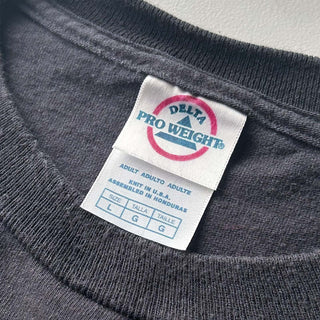 DELTA
PRO WEIGHT®
ADULT ADULTO ADULTE
KNIT IN U.S.A.
ASSEMBLED IN HONDURAS
SIZE TALLA TAILLE
L G G